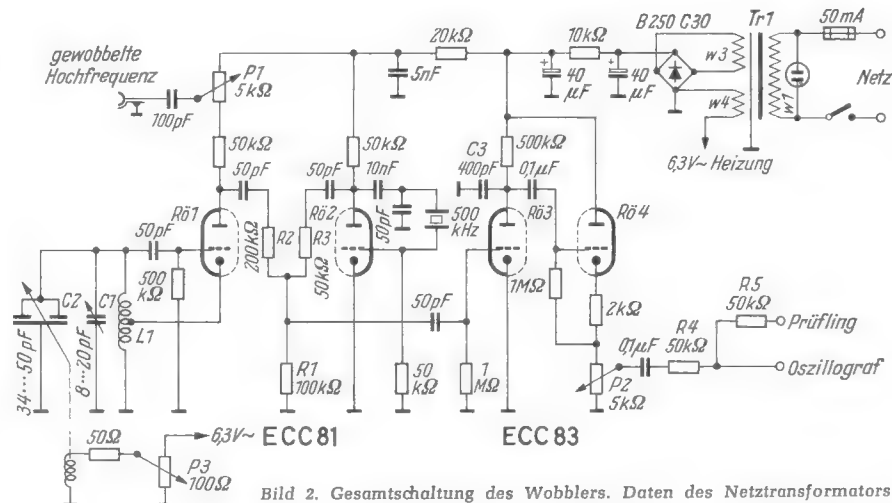 gewobbelte
Hochfrequenz
100pF
P1
5kΩ
20kΩ
5nF
10kΩ
+
40
μF
+
40
μF
B250 C30
Tr1
w3
w4
w1
50mA
Netz
6,3V~ Heizung
50kΩ
50pF
Rö1
50pF
500
kΩ
C2
C1
L1
34...50pF
8...20pF
R2
200kΩ
R3
50kΩ
50pF
Rö2
50kΩ
10nF
50pF
500
kHz
R1
100kΩ
50pF
50
kΩ
1
MΩ
C3
400pF
500kΩ
0,1μF
Rö3
Rö4
1MΩ
2kΩ
P2
5kΩ
0,1μF
R4
50kΩ
R5
50kΩ
Prüfling
Oszillograf
ECC81
ECC83
50Ω
6,3V~
P3
100Ω
Bild 2. Gesamtschaltung des Wobblers. Daten des Netztransformators